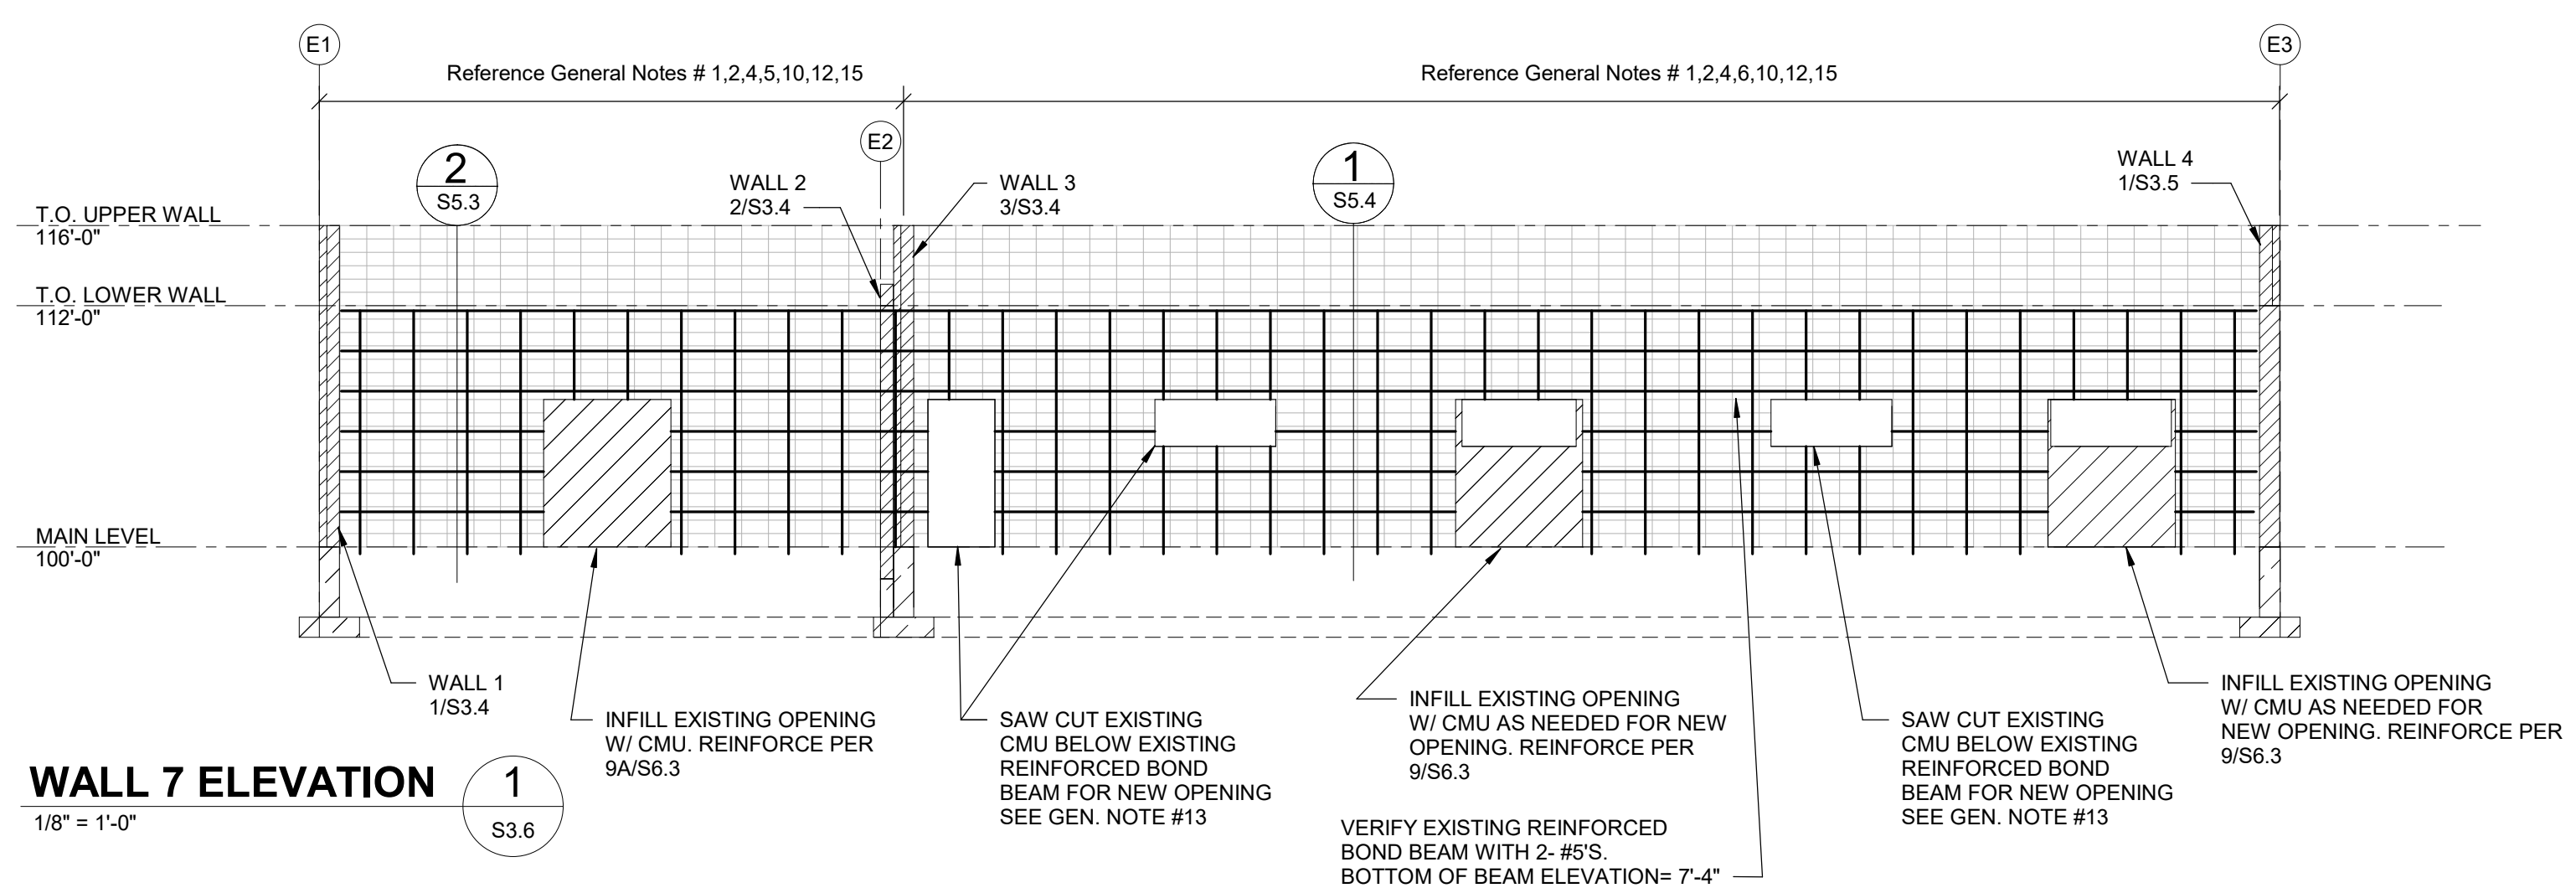 E1
E3
Reference General Notes # 1,2,4,5,10,12,15
Reference General Notes # 1,2,4,6,10,12,15
E2
2
S5.3
WALL 2
2/S3.4
WALL 3
3/S3.4
1
S5.4
WALL 4
1/S3.5
T.O. UPPER WALL
116'-0"
T.O. LOWER WALL
112'-0"
MAIN LEVEL
100'-0"
WALL 1
1/S3.4
INFILL EXISTING OPENING
W/ CMU. REINFORCE PER
9A/S6.3
SAW CUT EXISTING
CMU BELOW EXISTING
REINFORCED BOND
BEAM FOR NEW OPENING
SEE GEN. NOTE #13
INFILL EXISTING OPENING
W/ CMU AS NEEDED FOR NEW
OPENING. REINFORCE PER
9/S6.3
VERIFY EXISTING REINFORCED
BOND BEAM WITH 2- #5'S.
BOTTOM OF BEAM ELEVATION= 7'-4"
SAW CUT EXISTING
CMU BELOW EXISTING
REINFORCED BOND
BEAM FOR NEW OPENING
SEE GEN. NOTE #13
INFILL EXISTING OPENING
W/ CMU AS NEEDED FOR
NEW OPENING. REINFORCE PER
9/S6.3
WALL 7 ELEVATION
1/8" = 1'-0"
1
S3.6